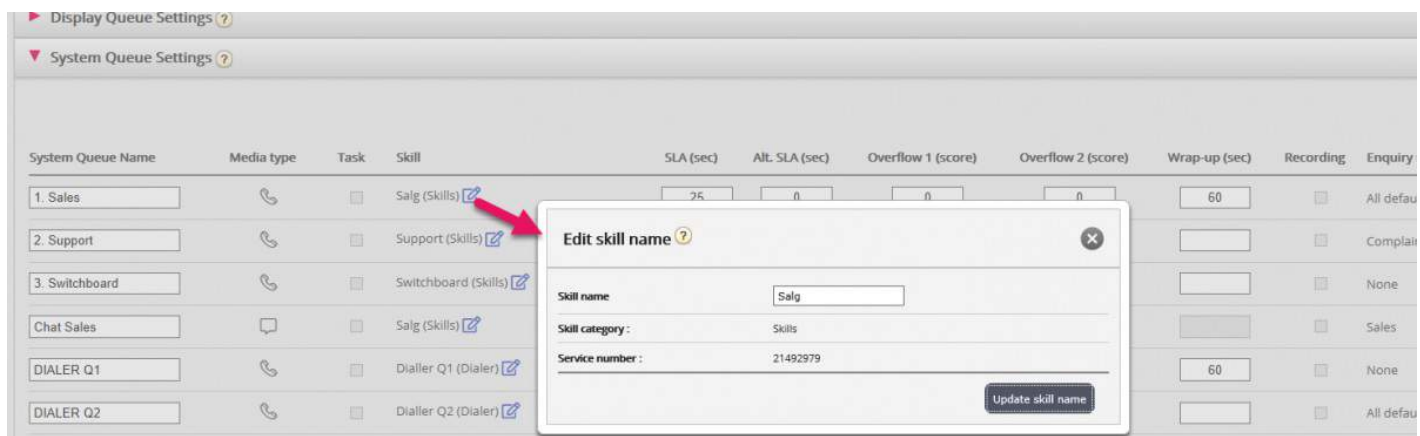 Display Queue Settings ?
System Queue Settings ?
System Queue Name Media type Task Skill SLA (sec) Alt. SLA (sec) Overflow 1 (score) Overflow 2 (score) Wrap-up (sec) Recording Enquiry
1. Sales Salg (Skills) 25 0 0 0 60 All defau
2. Support Support (Skills) Complain
3. Switchboard Switchboard (Skills) None
Chat Sales Salg (Skills) Sales
DIALER Q1 Dialler Q1 (Dialer) 60 None
DIALER Q2 Dialler Q2 (Dialer) All defau
Edit skill name ?
Skill name Salg
Skill category : Skills
Service number : 21492979
Update skill name